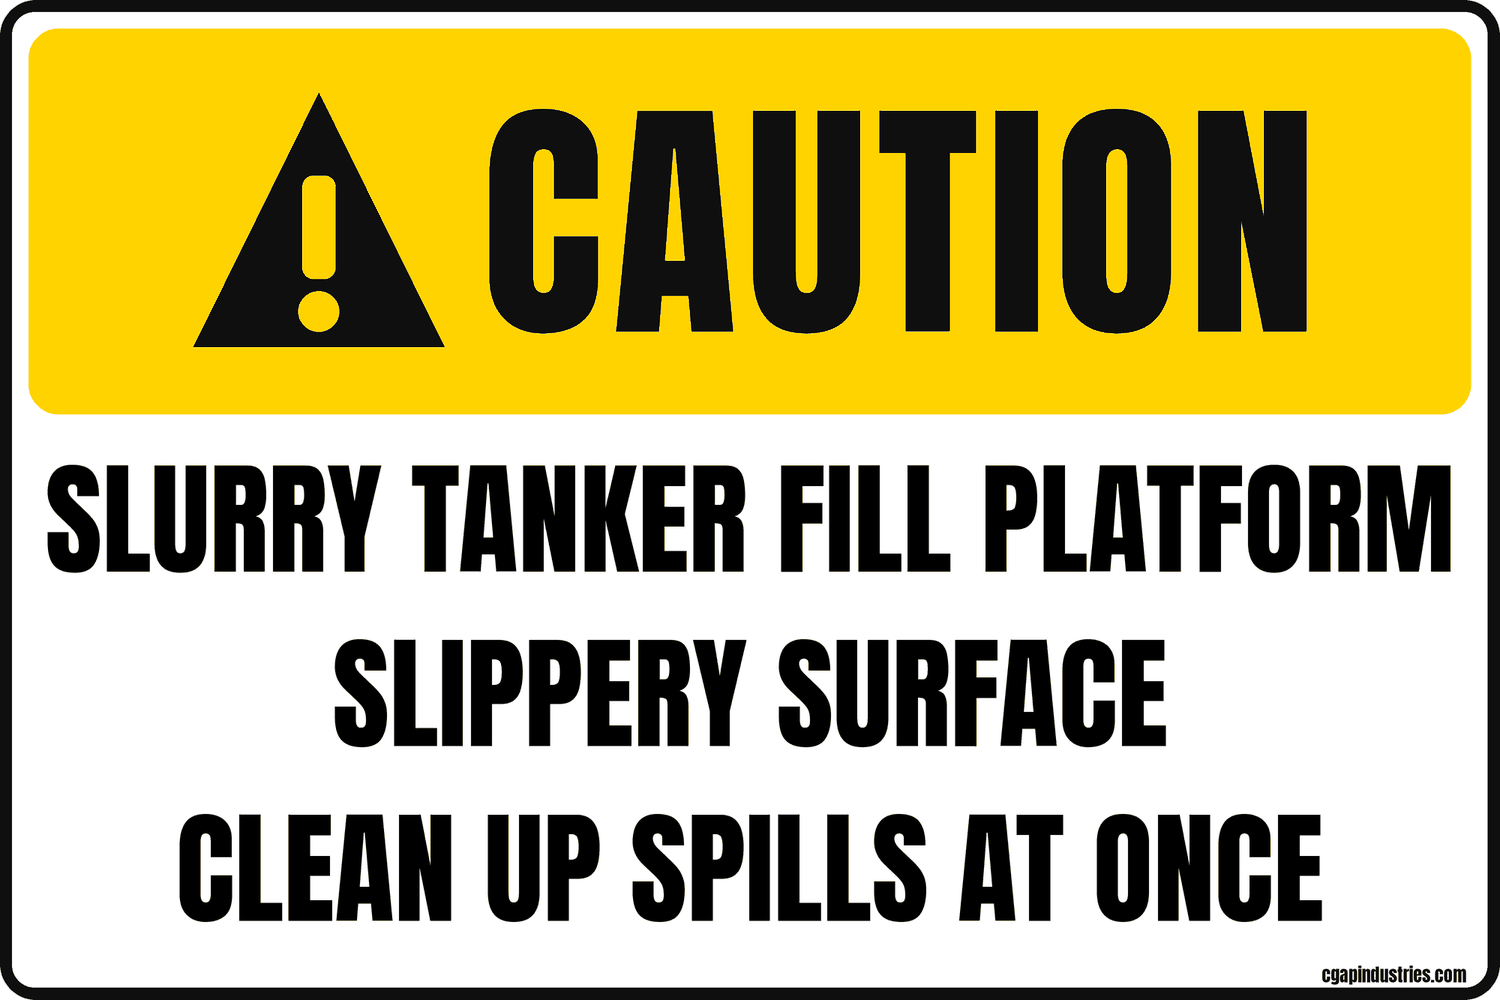 CAUTION
SLURRY TANKER FILL PLATFORM
SLIPPERY SURFACE
CLEAN UP SPILLS AT ONCE
cgapindustries.com